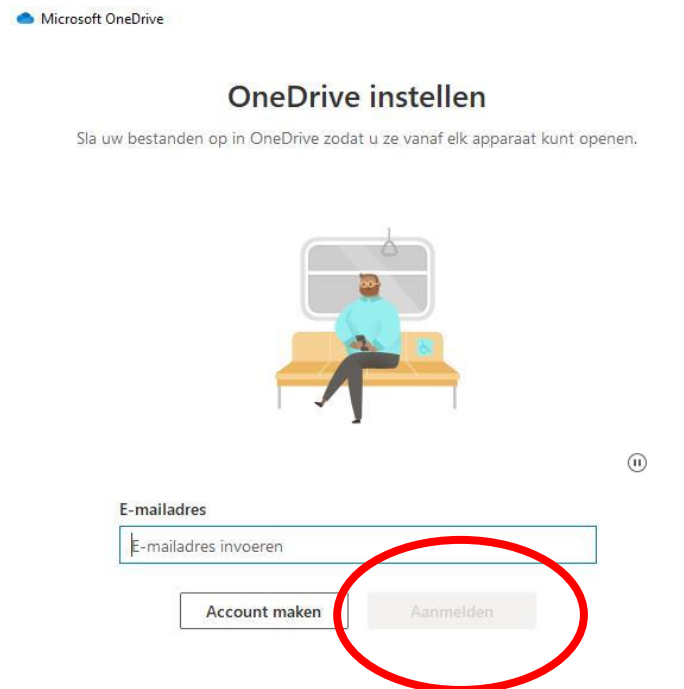 Microsoft OneDrive
OneDrive instellen
Sla uw bestanden op in OneDrive zodat u ze vanaf elk apparaat kunt openen.
E-mailadres
E-mailadres invoeren
Account maken
Aanmelden